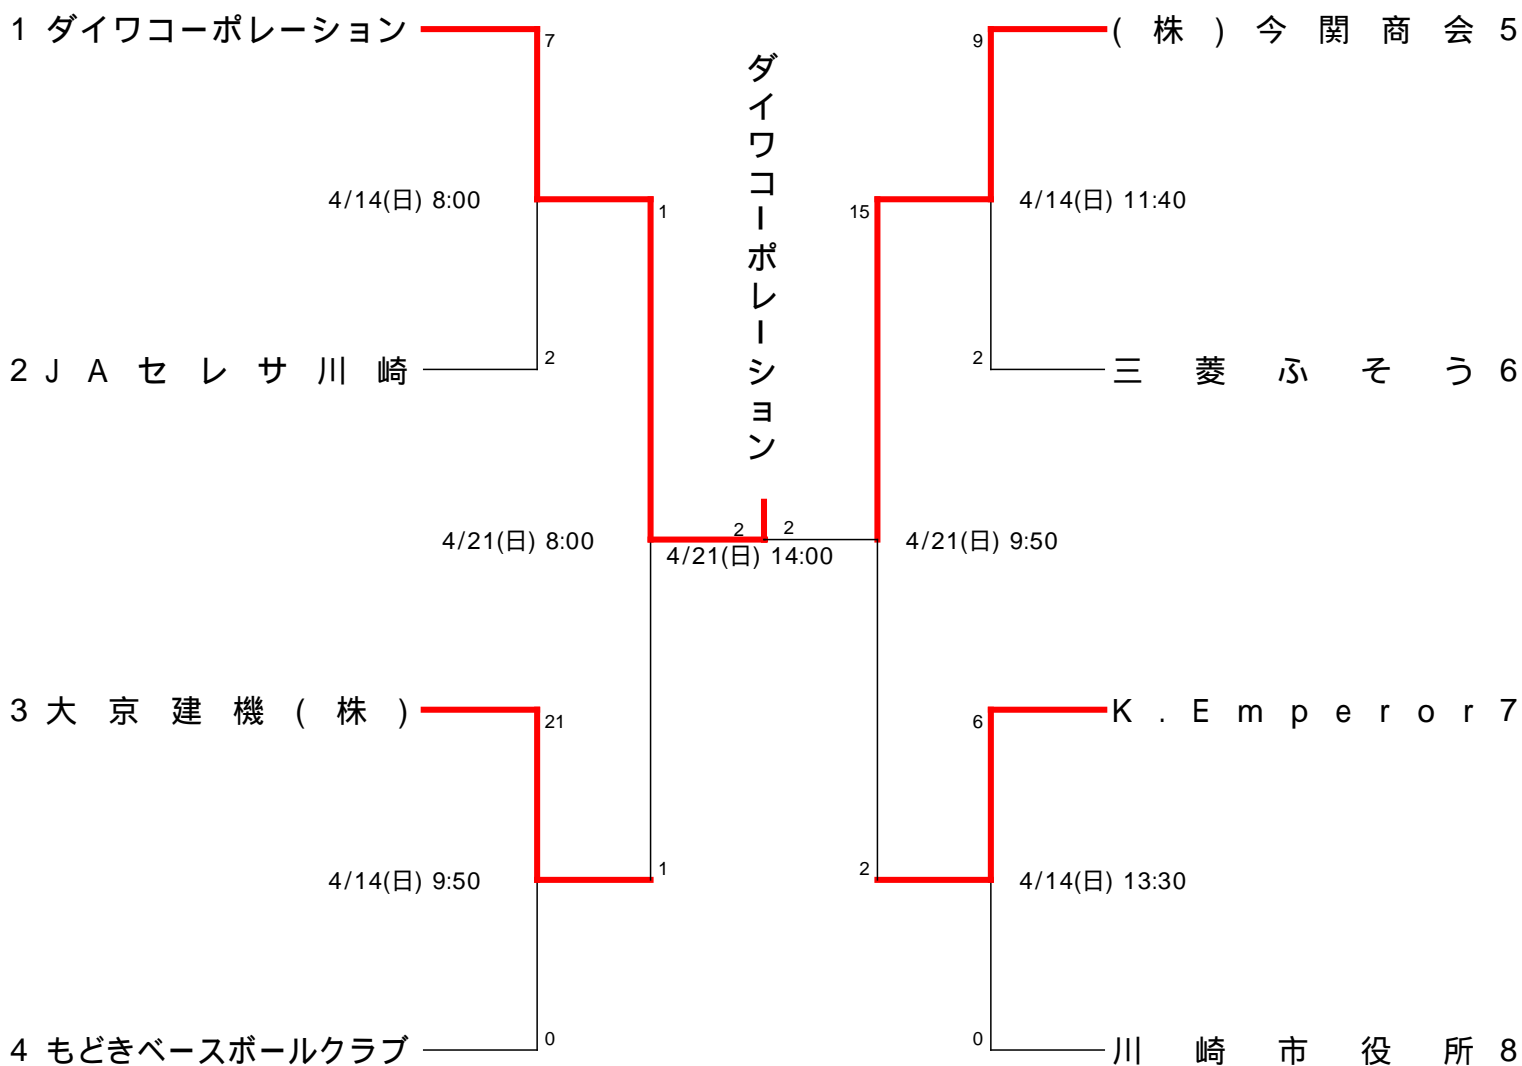 1 ダイワコーポレーション
7
9
(株)今関商会 5
ダイワコーポレーション
4/14(日) 8:00
1
15
4/14(日) 11:40
2 JAセレサ川崎
2
2
三菱ふそう 6
4/21(日) 8:00
2
2
4/21(日) 14:00
4/21(日) 9:50
3 大京建機(株)
21
6
K.Emperor 7
4/14(日) 9:50
1
2
4/14(日) 13:30
4 もどきベースボールクラブ
0
0
川崎市役所 8